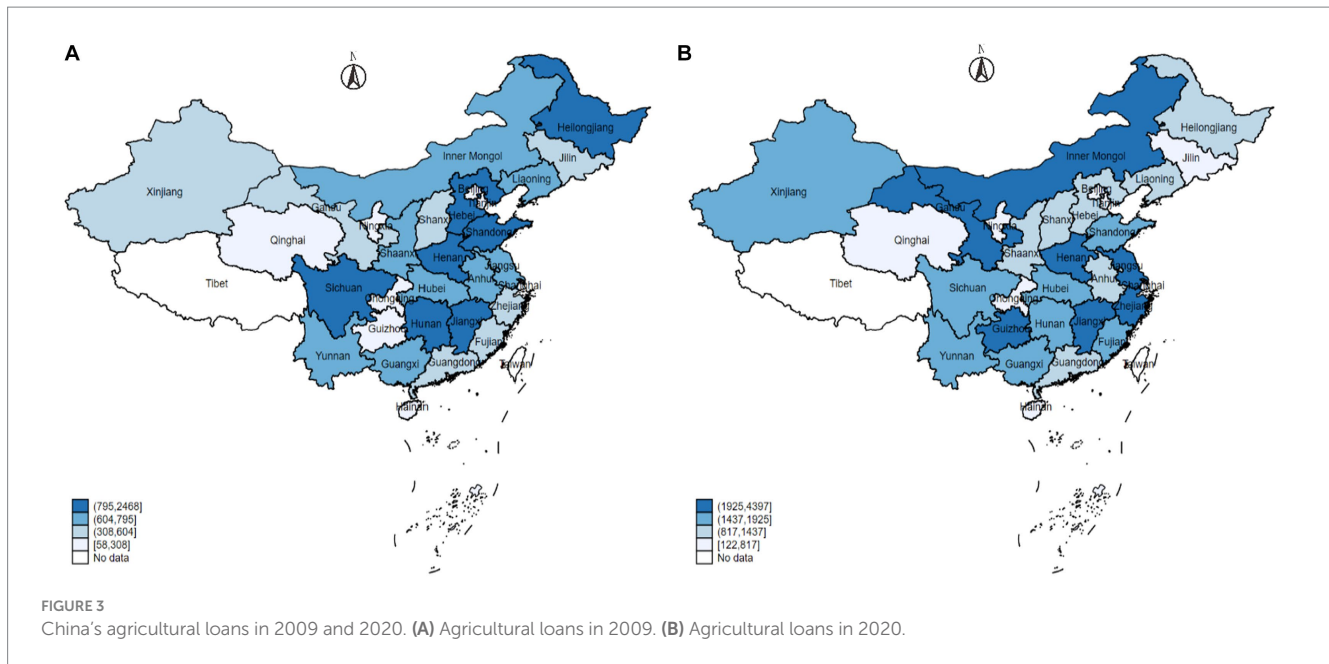 A
N
Heilongjiang
Jilin
Inner Mongol
Liaoning
Xinjiang
Beijing
Tianjin
Gansu
Hebei
Ningxia
Shanxi
Shandong
Qinghai
Shaanxi
Henan
Jiangsu
Tibet
Anhui
Sichuan
Hubei
Shanghai
Chongqing
Zhejiang
Hunan
Jiangxi
Guizhou
Fujian
Yunnan
Guangxi
Guangdong
Taiwan
Hainan
(795,2468]
(604,795]
(308,604]
[58,308]
No data
B
N
Heilongjiang
Jilin
Inner Mongol
Liaoning
Xinjiang
Beijing
Tianjin
Gansu
Hebei
Ningxia
Shanxi
Shandong
Qinghai
Shaanxi
Henan
Jiangsu
Tibet
Anhui
Sichuan
Hubei
Shanghai
Chongqing
Zhejiang
Hunan
Jiangxi
Guizhou
Fujian
Yunnan
Guangxi
Guangdong
Taiwan
Hainan
(1925,4397]
(1437,1925]
(817,1437]
[122,817]
No data
FIGURE 3
China's agricultural loans in 2009 and 2020. (A) Agricultural loans in 2009. (B) Agricultural loans in 2020.